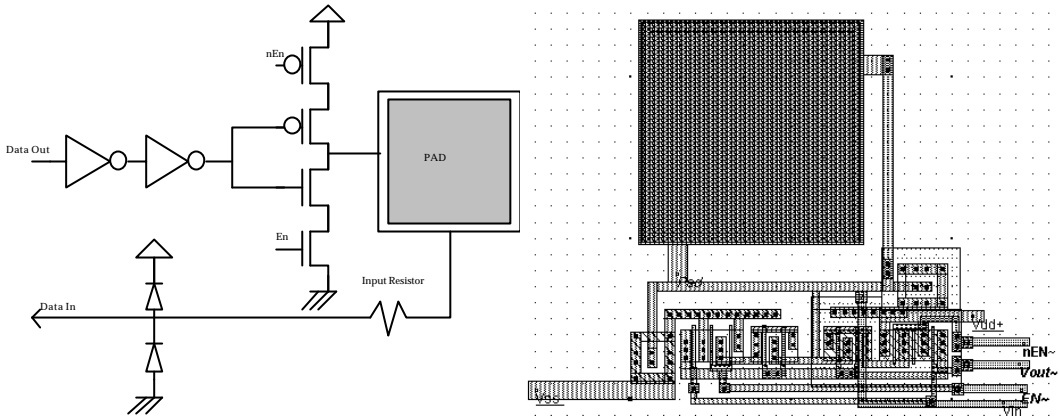 nEn
Data Out
PAD
En
Input Resistor
Data In
Pad
Vdd+
nEN~
Vout~
Vss
EN~
Vin